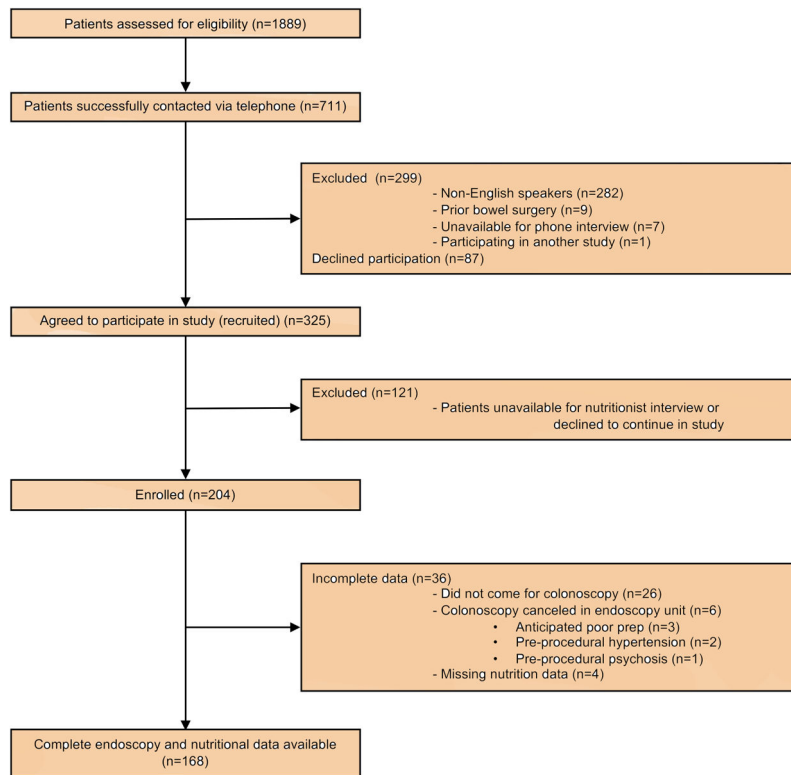 Patients assessed for eligibility (n=1889)
Patients successfully contacted via telephone (n=711)
Excluded (n=299)
- Non-English speakers (n=282)
- Prior bowel surgery (n=9)
- Unavailable for phone interview (n=7)
- Participating in another study (n=1)
Declined participation (n=87)
Agreed to participate in study (recruited) (n=325)
Excluded (n=121)
- Patients unavailable for nutritionist interview or
declined to continue in study
Enrolled (n=204)
Incomplete data (n=36)
- Did not come for colonoscopy (n=26)
- Colonoscopy canceled in endoscopy unit (n=6)
• Anticipated poor prep (n=3)
• Pre-procedural hypertension (n=2)
• Pre-procedural psychosis (n=1)
- Missing nutrition data (n=4)
Complete endoscopy and nutritional data available
(n=168)